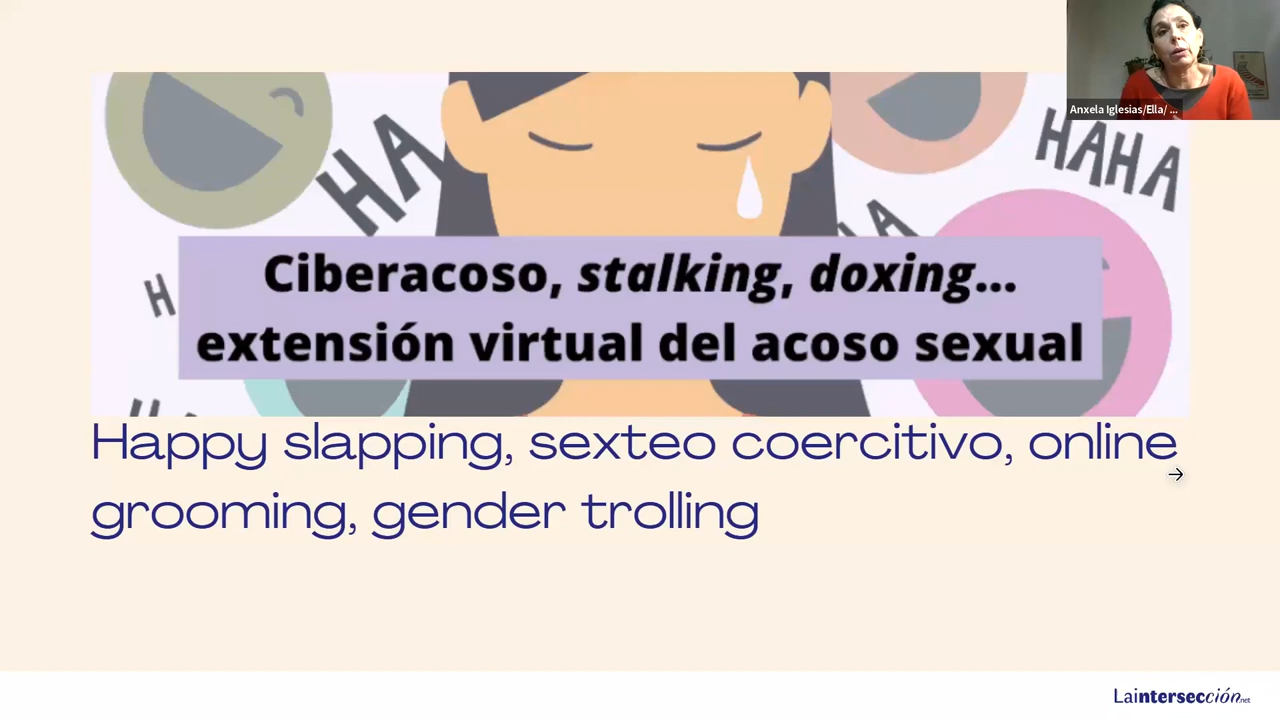 Anxela Iglesias/Ella/ ...
HA
HAHA
HA
H
Ciberacoso, stalking, doxing...
extensión virtual del acoso sexual
Happy slapping, sexteo coercitivo, online
grooming, gender trolling
Laintersección.net